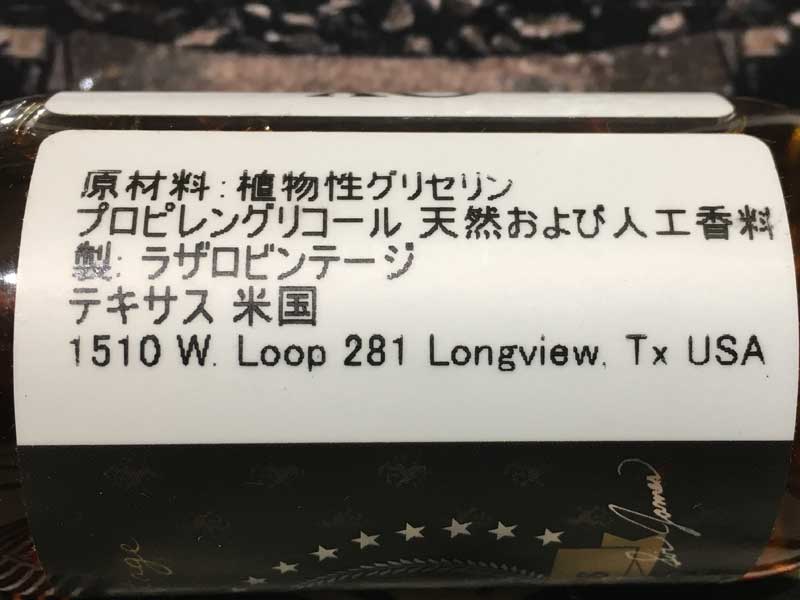 原材料: 植物性グリセリン
プロピレングリコール 天然および人工香料
製: ラザロビンテージ
テキサス 米国
1510 W. Loop 281 Longview, Tx USA